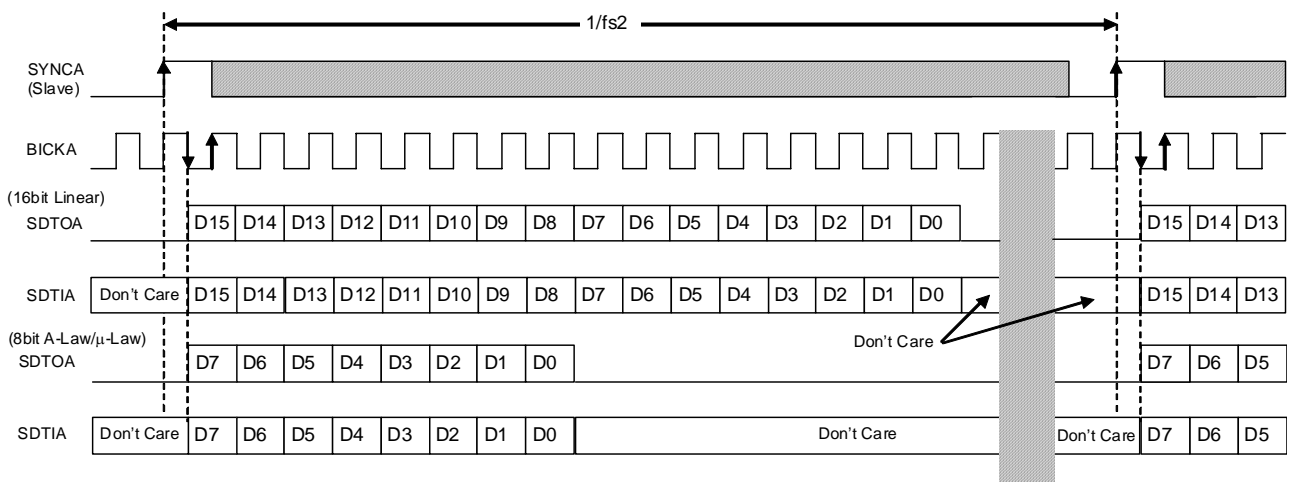 1/fs2
SYNCA
(Slave)
BICKA
(16bit Linear)
SDTOA
D15 D14 D13 D12 D11 D10 D9 D8 D7 D6 D5 D4 D3 D2 D1 D0 D15 D14 D13
SDTIA
Don't Care D15 D14 D13 D12 D11 D10 D9 D8 D7 D6 D5 D4 D3 D2 D1 D0 D15 D14 D13
Don't Care
(8bit A-Law/μ-Law)
SDTOA
D7 D6 D5 D4 D3 D2 D1 D0 D7 D6 D5
SDTIA
Don't Care D7 D6 D5 D4 D3 D2 D1 D0 Don't Care Don't Care D7 D6 D5